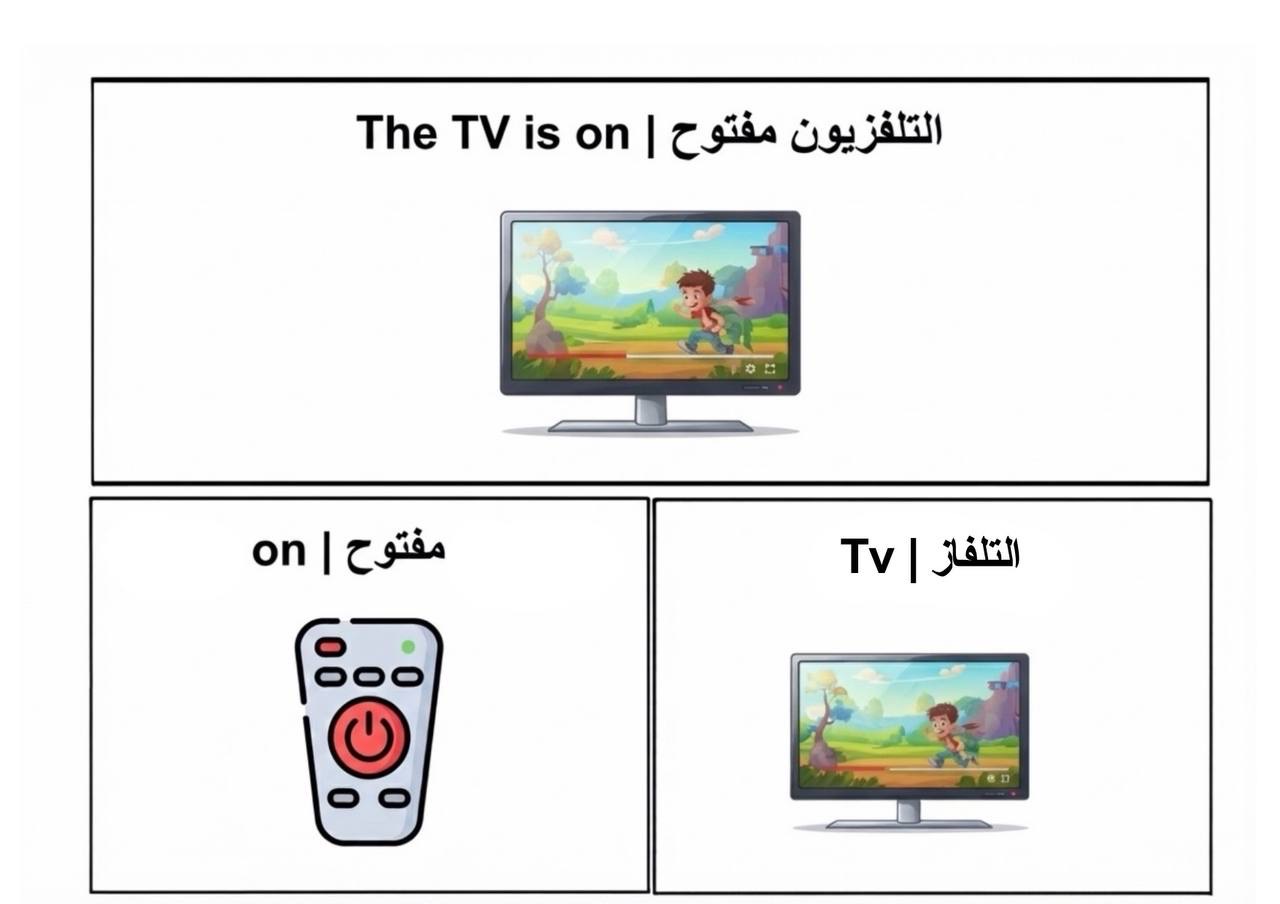 The TV is on | التلفزيون مفتوح
on | مفتوح
Tv | التلفاز